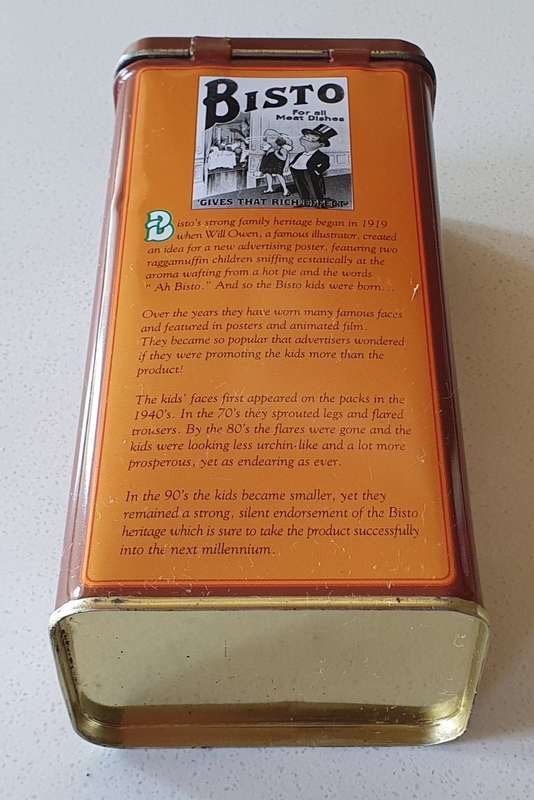 BISTO
For all
Meat Dishes
"GIVES THAT RICH EFFECT"
Bisto's strong family heritage began in 1919
when Will Owen, a famous illustrator, created
an idea for a new advertising poster, featuring two
raggamuffin children sniffing ecstatically at the
aroma wafting from a hot pie and the words
" Ah Bisto." And so the Bisto kids were born...
Over the years they have worn many famous faces
and featured in posters and animated film.
They became so popular that advertisers wondered
if they were promoting the kids more than the
product!
The kids' faces first appeared on the packs in the
1940's. In the 70's they sprouted legs and flared
trousers. By the 80's the flares were gone and the
kids were looking less urchin-like and a lot more
prosperous, yet as endearing as ever.
In the 90's the kids became smaller, yet they
remained a strong, silent endorsement of the Bisto
heritage which is sure to take the product successfully
into the next millennium.